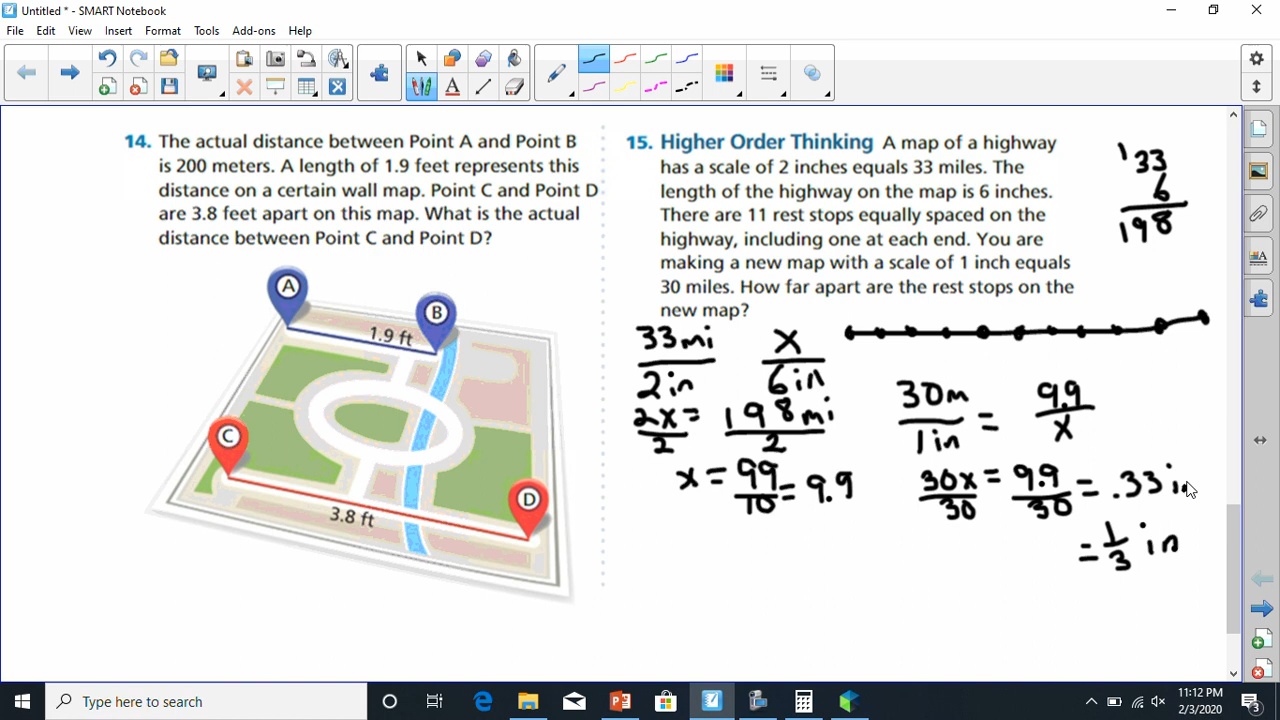 Untitled * - SMART Notebook
File Edit View Insert Format Tools Add-ons Help
14. The actual distance between Point A and Point B
is 200 meters. A length of 1.9 feet represents this
distance on a certain wall map. Point C and Point D
are 3.8 feet apart on this map. What is the actual
distance between Point C and Point D?
A
B
1.9 ft
C
D
3.8 ft
15. Higher Order Thinking A map of a highway
has a scale of 2 inches equals 33 miles. The
length of the highway on the map is 6 inches.
There are 11 rest stops equally spaced on the
highway, including one at each end. You are
making a new map with a scale of 1 inch equals
30 miles. How far apart are the rest stops on the
new map?
1
33
6
198
33mi x
2in 6in
2x = 198mi
2 2
x = 99 = 9.9
10
30m = 9.9
1in x
30x = 9.9 = .33 in
30 30
= 1/3 in
Type here to search
11:12 PM
2/3/2020
3